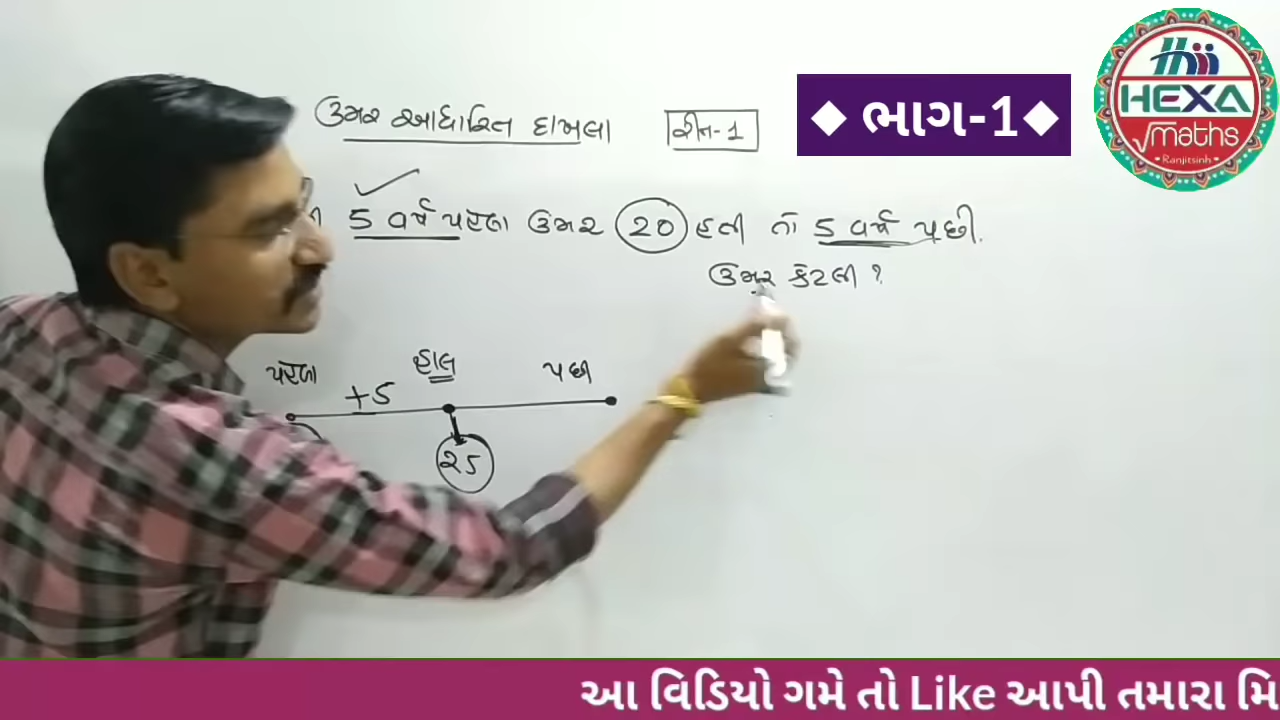 ઉંમર આધારિત દાખલા
રીત-1
◆ ભાગ-1◆
HEXA
√maths
Ranjitsinh
ની 5 વર્ષ પહેલા ઉંમર 20 હતી તો 5 વર્ષ પછી.
ઉંમર કેટલી ?
પહેલા હાલ પછી
+5
25
આ વિડિયો ગમે તો Like આપી તમારા મિ